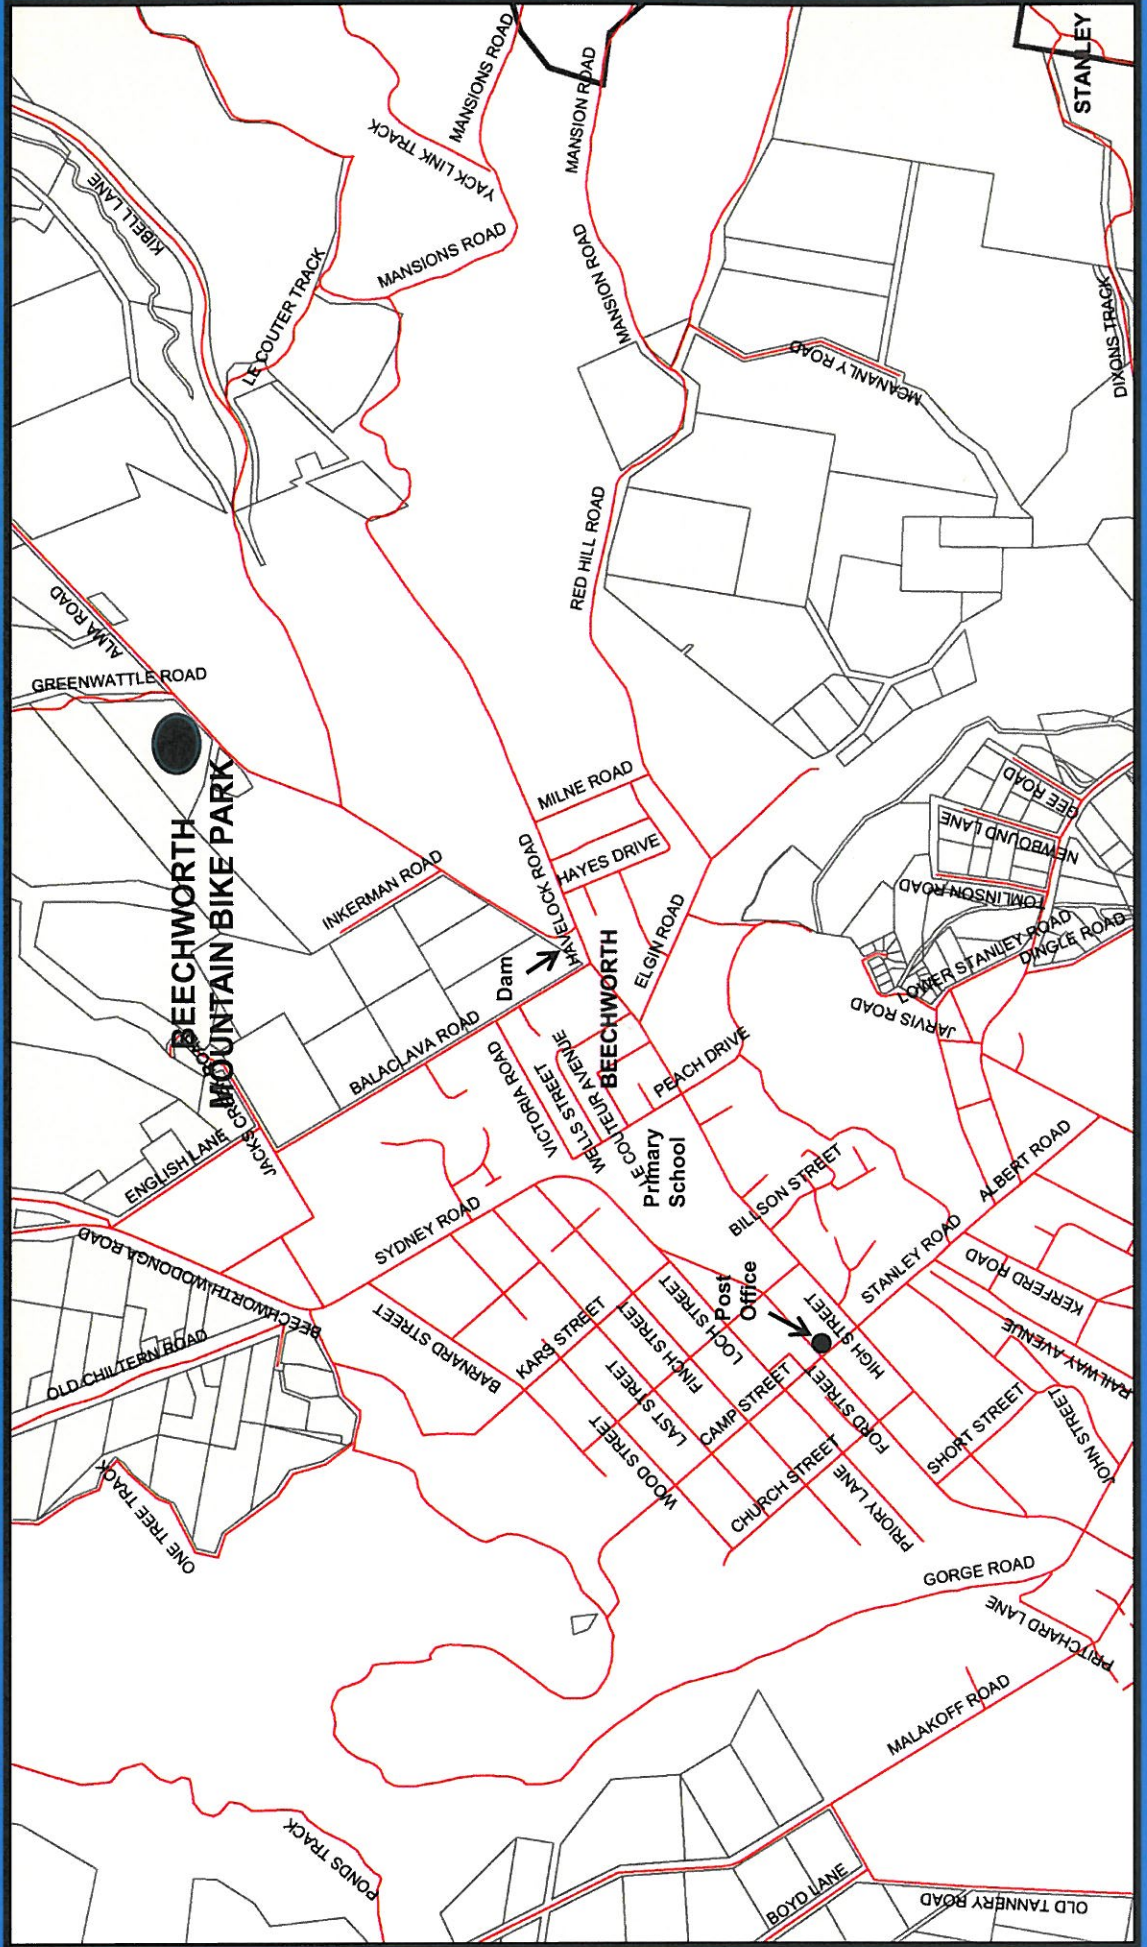 MANSIONS ROAD
STANLEY
MANSION ROAD
YACK LINK TRACK
KIBELL LANE
MANSIONS ROAD
MANSION ROAD
LE COUTER TRACK
DIXONS TRACK
MCANANLY ROAD
RED HILL ROAD
ALMA ROAD
GREENWATTLE ROAD
BEECHWORTH
MOUNTAIN BIKE PARK
MILNE ROAD
GEE ROAD
NEWBOUND LANE
HAYES DRIVE
HAVELOCK ROAD
INKERMAN ROAD
TOMLINSON ROAD
ELGIN ROAD
LOWER STANLEY ROAD
DINGLE ROAD
Dam
BEECHWORTH
JARVIS ROAD
BALACLAVA ROAD
VICTORIA ROAD
WELLS STREET
LE COUTEUR AVENUE
PEACH DRIVE
ENGLISH LANE
Primary
School
ALBERT ROAD
BILLSON STREET
SYDNEY ROAD
STANLEY ROAD
KERFERD ROAD
BEECHWORTHWODONGA ROAD
OLD CHILTERN ROAD
Post
Office
BARNARD STREET
KARS STREET
LOCH STREET
FINCH STREET
LAST STREET
HIGH STREET
RAILWAY AVENUE
CAMP STREET
FORD STREET
SHORT STREET
JOHN STREET
WOOD STREET
CHURCH STREET
PRIORY LANE
ONE TREE TRACK
GORGE ROAD
PRITCHARD LANE
MALAKOFF ROAD
PONDS TRACK
BOYD LANE
OLD TANNERY ROAD